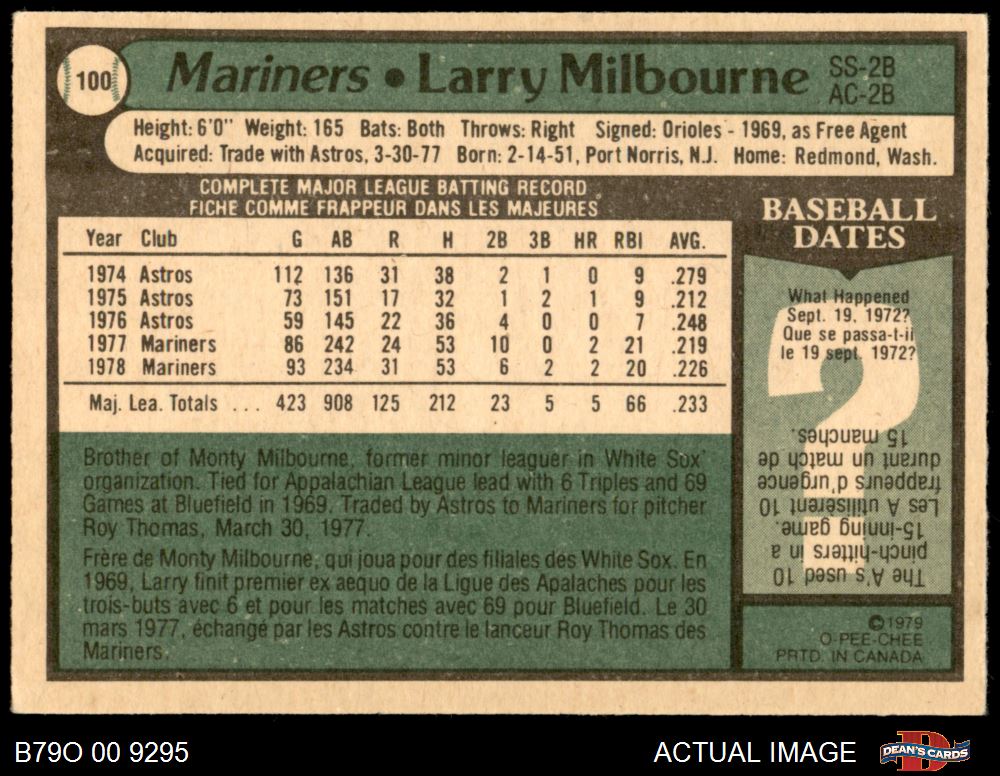 100 Mariners • Larry Milbourne SS-2B
AC-2B
Height: 6'0" Weight: 165 Bats: Both Throws: Right Signed: Orioles - 1969, as Free Agent
Acquired: Trade with Astros, 3-30-77 Born: 2-14-51, Port Norris, N.J. Home: Redmond, Wash.
COMPLETE MAJOR LEAGUE BATTING RECORD
FICHE COMME FRAPPEUR DANS LES MAJEURES
Year Club G AB R H 2B 3B HR RBI AVG.
1974 Astros 112 136 31 38 2 1 0 9 .279
1975 Astros 73 151 17 32 1 2 1 9 .212
1976 Astros 59 145 22 36 4 0 0 7 .248
1977 Mariners 86 242 24 53 10 0 2 21 .219
1978 Mariners 93 234 31 53 6 2 2 20 .226
Maj. Lea. Totals ... 423 908 125 212 23 5 5 66 .233
Brother of Monty Milbourne, former minor leaguer in White Sox'
organization. Tied for Appalachian League lead with 6 Triples and 69
Games at Bluefield in 1969. Traded by Astros to Mariners for pitcher
Roy Thomas, March 30, 1977.
Frère de Monty Milbourne, qui joua pour des filiales des White Sox. En
1969, Larry finit premier ex aequo de la Ligue des Apalaches pour les
trois-buts avec 6 et pour les matches avec 69 pour Bluefield. Le 30
mars 1977, échangé par les Astros contre le lanceur Roy Thomas des
Mariners.
BASEBALL
DATES
What Happened
Sept. 19, 1972?
Que se passa-t-il
le 19 sept. 1972?
The A's used 10
pinch-hitters in a
15-inning game.
Les A utilisèrent 10
frappeurs d'urgence
durant un match de
15 manches.
©1979
O-PEE-CHEE
PRTD. IN CANADA
B79O 00 9295
ACTUAL IMAGE
DEAN'S CARDS